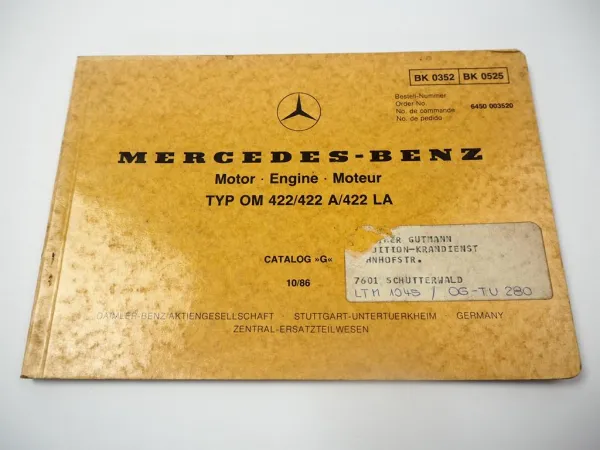 BK 0352 BK 0525
Bestell-Nummer
Order No.
No. de commande
No. de pedido
6450 003520
MERCEDES-BENZ
Motor · Engine · Moteur
TYP OM 422/422 A/422 LA
CATALOG »G«
10/86
GUTMANN
DITION-KRANDIENST
HNHOFSTR.
7601 SCHUTTERWALD
LTM 1045 / OG-TU 280
DAIMLER-BENZ AKTIENGESELLSCHAFT · STUTTGART-UNTERTUERKHEIM · GERMANY
ZENTRAL-ERSATZTEILWESEN